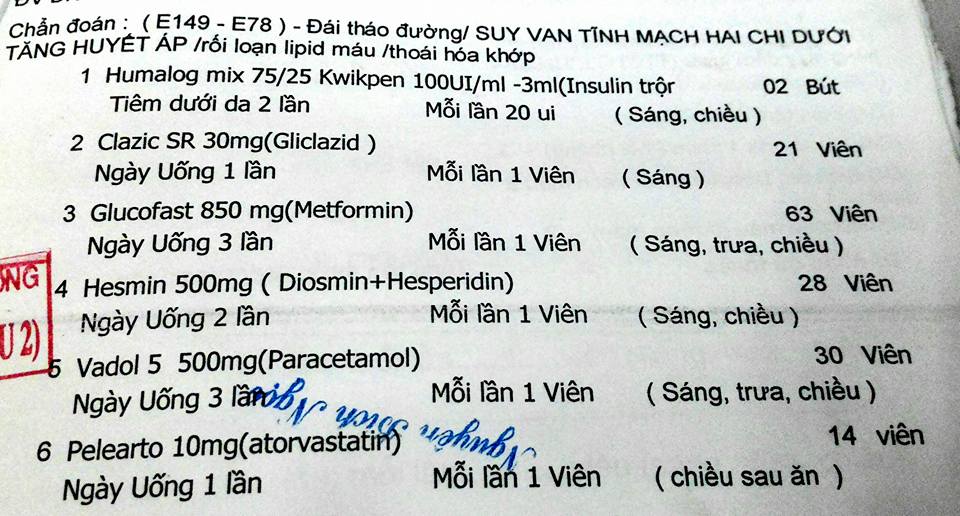 Chẩn đoán : ( E149 - E78 ) - Đái tháo đường/ SUY VAN TĨNH MẠCH HAI CHI DƯỚI
TĂNG HUYẾT ÁP /rối loạn lipid máu /thoái hóa khớp
1 Humalog mix 75/25 Kwikpen 100UI/ml -3ml(Insulin trộr 02 Bút
Tiêm dưới da 2 lần Mỗi lần 20 ui ( Sáng, chiều )
2 Clazic SR 30mg(Gliclazid ) 21 Viên
Ngày Uống 1 lần Mỗi lần 1 Viên ( Sáng )
3 Glucofast 850 mg(Metformin) 63 Viên
Ngày Uống 3 lần Mỗi lần 1 Viên ( Sáng, trưa, chiều )
ONG
4 Hesmin 500mg ( Diosmin+Hesperidin) 28 Viên
Ngày Uống 2 lần Mỗi lần 1 Viên ( Sáng, chiều )
U 2)
5 Vadol 5 500mg(Paracetamol) 30 Viên
Ngày Uống 3 lần Mỗi lần 1 Viên ( Sáng, trưa, chiều )
Nguyễn Bích Ngọc
6 Pelearto 10mg(atorvastatin) 14 viên
Ngày Uống 1 lần Mỗi lần 1 Viên ( chiều sau ăn )